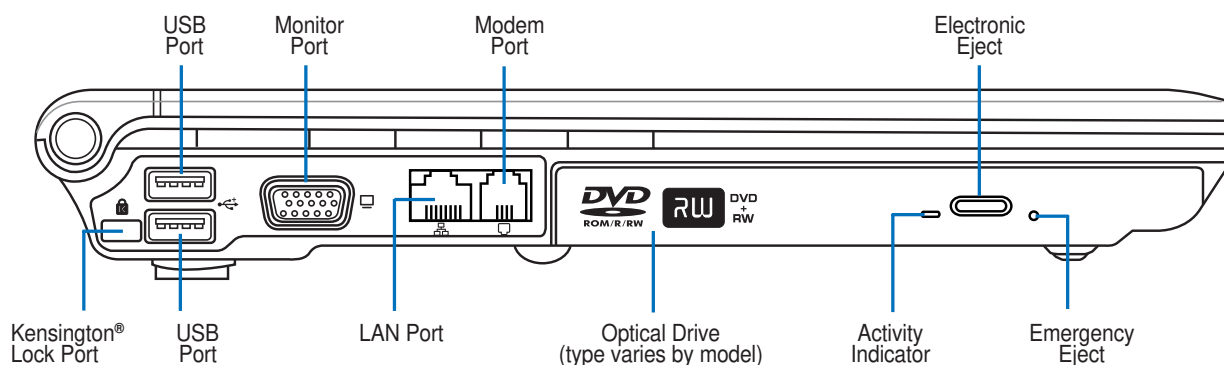 USB
Port
Monitor
Port
Modem
Port
Electronic
Eject
DVD
ROM/R/RW
RW
DVD
+
RW
Kensington®
Lock Port
USB
Port
LAN Port
Optical Drive
(type varies by model)
Activity
Indicator
Emergency
Eject